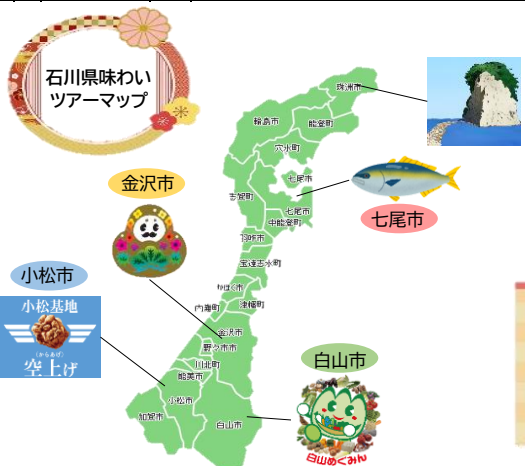 石川県味わい
ツアーマップ
珠洲市
輪島市
能登町
穴水町
七尾市
志賀町
七尾市
中能登町
七尾市
金沢市
羽咋市
宝達志水町
小松市
かほく市
内灘町
津幡町
小松基地
(からあげ)
空上げ
金沢市
野々市市
川北町
能美市
小松市
加賀市
白山市
白山市
白山めぐみん